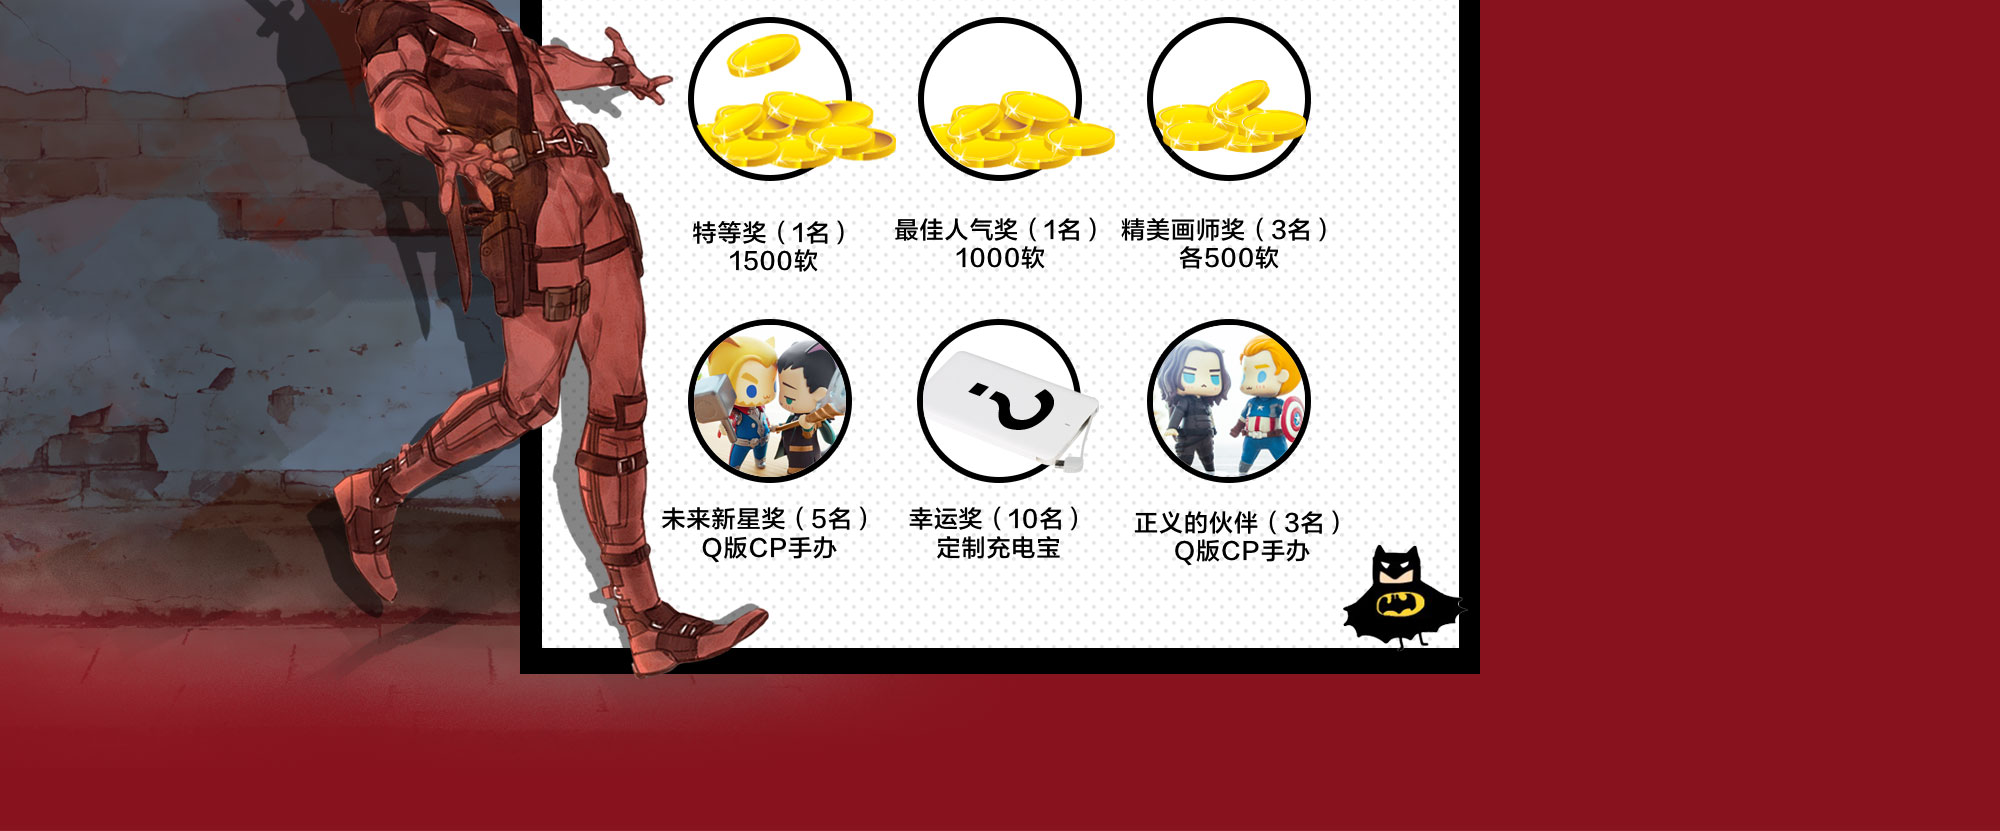 特等奖（1名）
1500软
最佳人气奖（1名）
1000软
精美画师奖（3名）
各500软
未来新星奖（5名）
Q版CP手办
幸运奖（10名）
定制充电宝
正义的伙伴（3名）
Q版CP手办
?